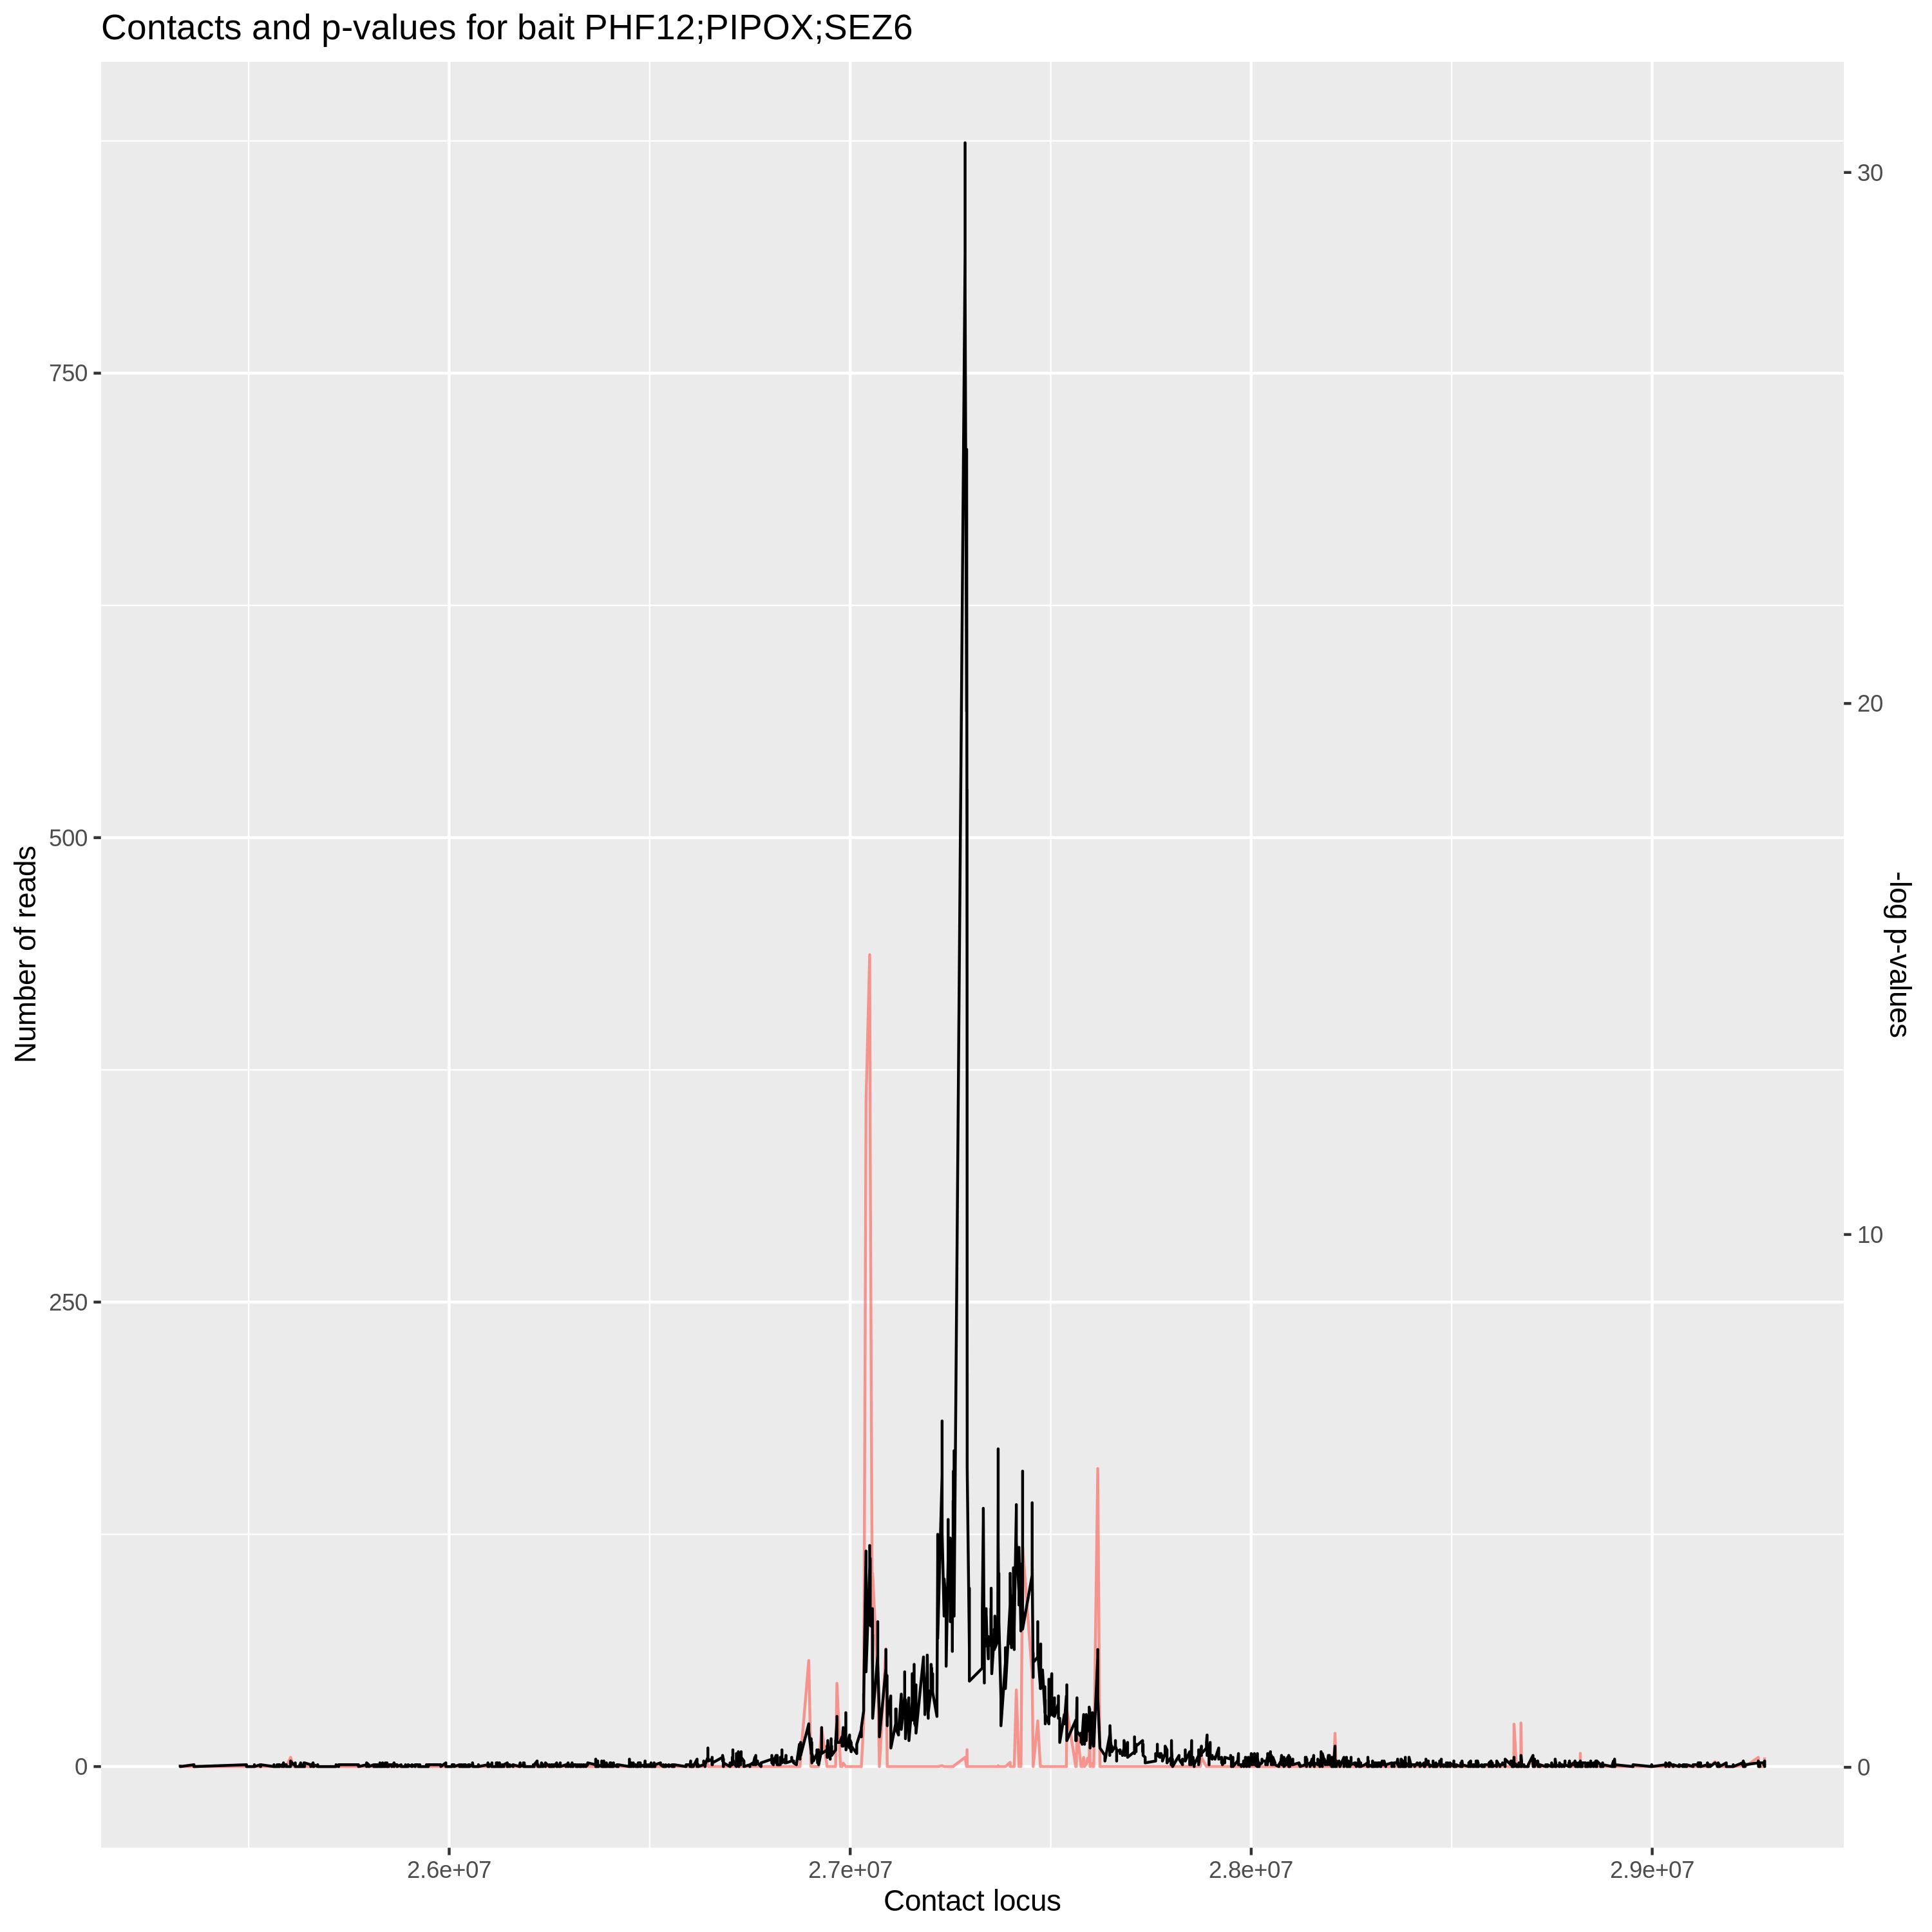 Contacts and p-values for bait PHF12;PIPOX;SEZ6
Number of reads
750
500
250
0
30
20
10
0
-log p-values
2.6e+07
2.7e+07
2.8e+07
2.9e+07
Contact locus